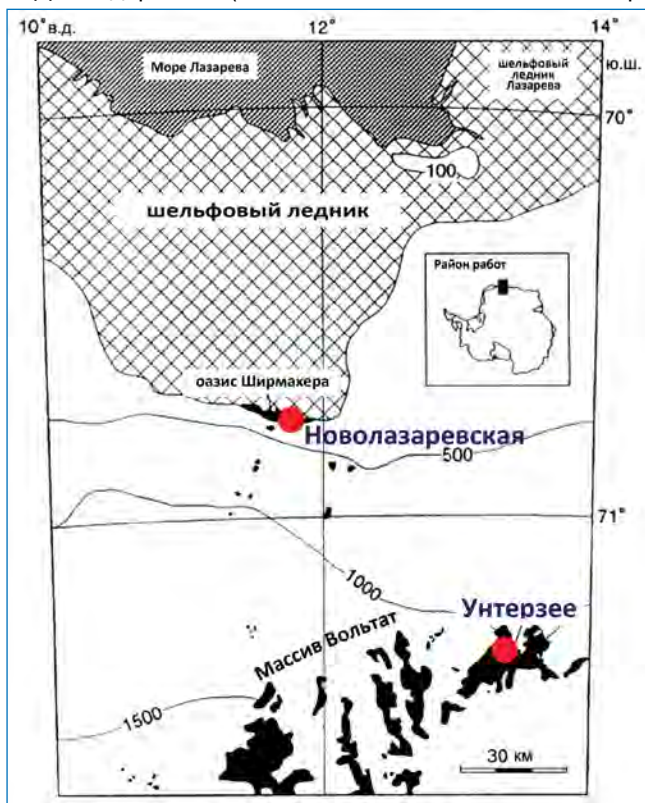 10° в.д.
12°
14°
Море Лазарева
шельфовый
ледник
Лазарева
ю.ш.
70°
100
шельфовый ледник
Район работ
оазис Ширмахера
Новолазаревская
500
71°
1000
Унтерзее
Массив Вольтат
1500
30 км